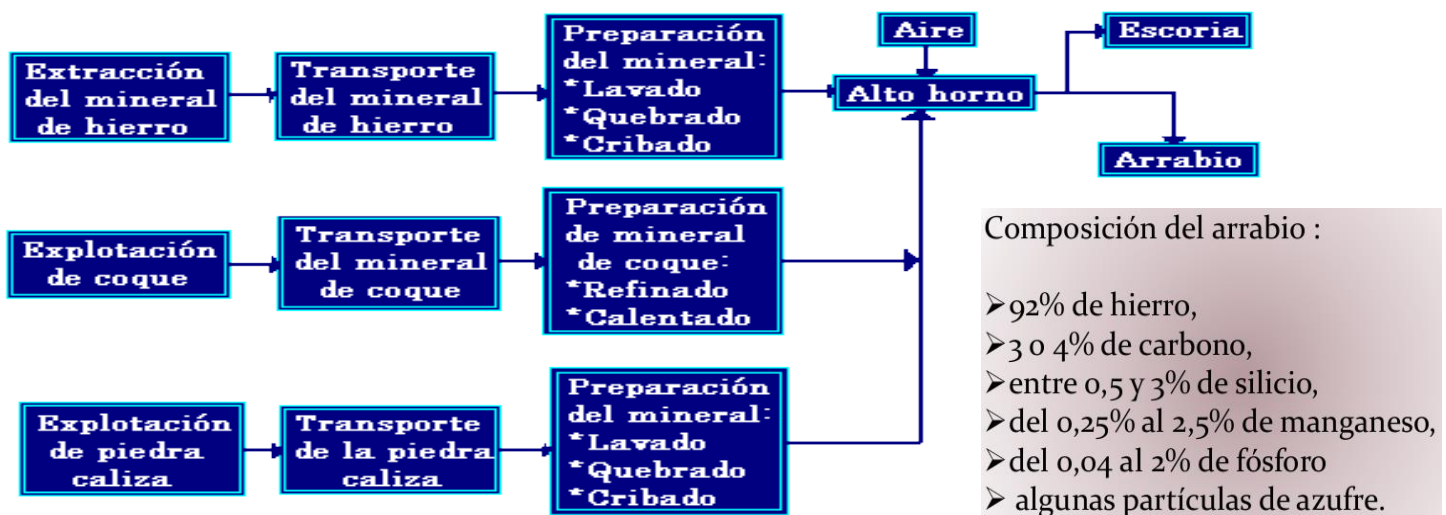 Extracción
del mineral
de hierro
Transporte
del mineral
de hierro
Preparación
del mineral:
*Lavado
*Quebrado
*Cribado
Aire
Alto horno
Escoria
Arrabio
Explotación
de coque
Transporte
del mineral
de coque
Preparación
de mineral
de coque:
*Refinado
*Calentado
Explotación
de piedra
caliza
Transporte
de la piedra
caliza
Preparación
del mineral:
*Lavado
*Quebrado
*Cribado
Composición del arrabio :
➢92% de hierro,
➢3 o 4% de carbono,
➢entre 0,5 y 3% de silicio,
➢del 0,25% al 2,5% de manganeso,
➢del 0,04 al 2% de fósforo
➢ algunas partículas de azufre.